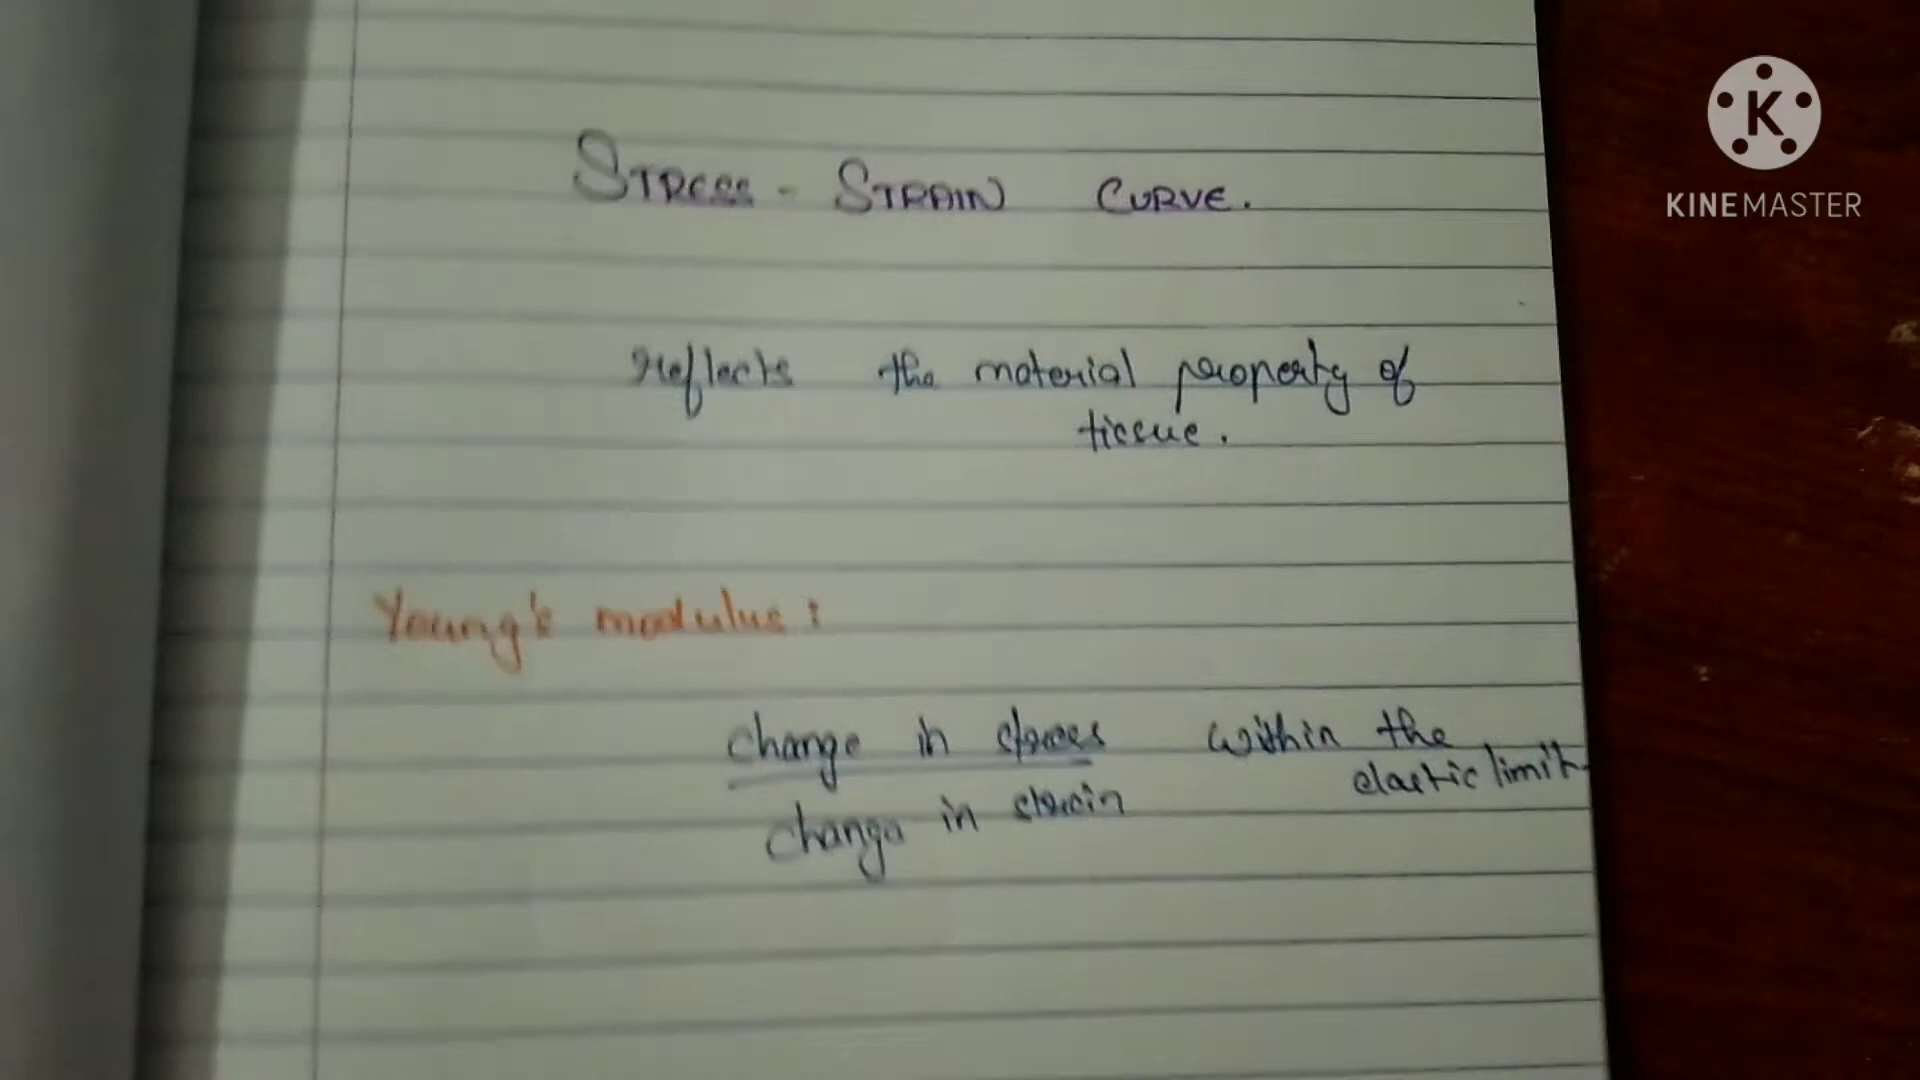 STRESS - STRAIN CURVE.
reflects the material property of
tissue.
Young's modulus :
change in stress within the
elastic limit.
change in strain
K
KINEMASTER